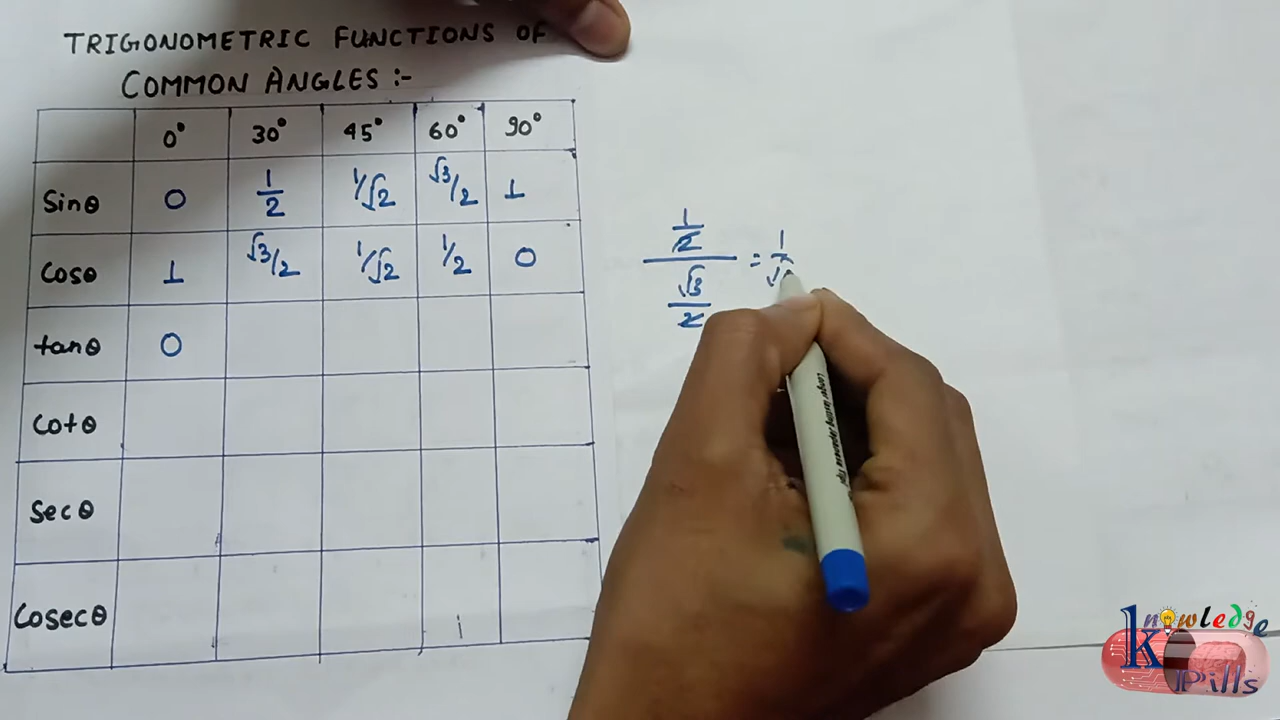 TRIGONOMETRIC FUNCTIONS OF
COMMON ANGLES :-
0° 30° 45° 60° 90°
Sinθ 0 1/2 1/√2 √3/2 1
Cosθ 1 √3/2 1/√2 1/2 0
tanθ 0
Cotθ
Secθ
Cosecθ
1/2
√3/2
= 1/√
Knowledge
Pills